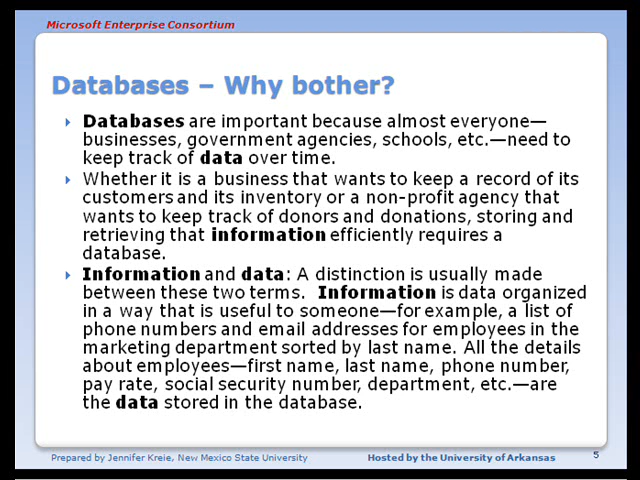 Microsoft Enterprise Consortium
Databases – Why bother?
Databases are important because almost everyone—
businesses, government agencies, schools, etc.—need to
keep track of data over time.
Whether it is a business that wants to keep a record of its
customers and its inventory or a non-profit agency that
wants to keep track of donors and donations, storing and
retrieving that information efficiently requires a
database.
Information and data: A distinction is usually made
between these two terms.  Information is data organized
in a way that is useful to someone—for example, a list of
phone numbers and email addresses for employees in the
marketing department sorted by last name. All the details
about employees—first name, last name, phone number,
pay rate, social security number, department, etc.—are
the data stored in the database.
Prepared by Jennifer Kreie, New Mexico State University
Hosted by the University of Arkansas
5